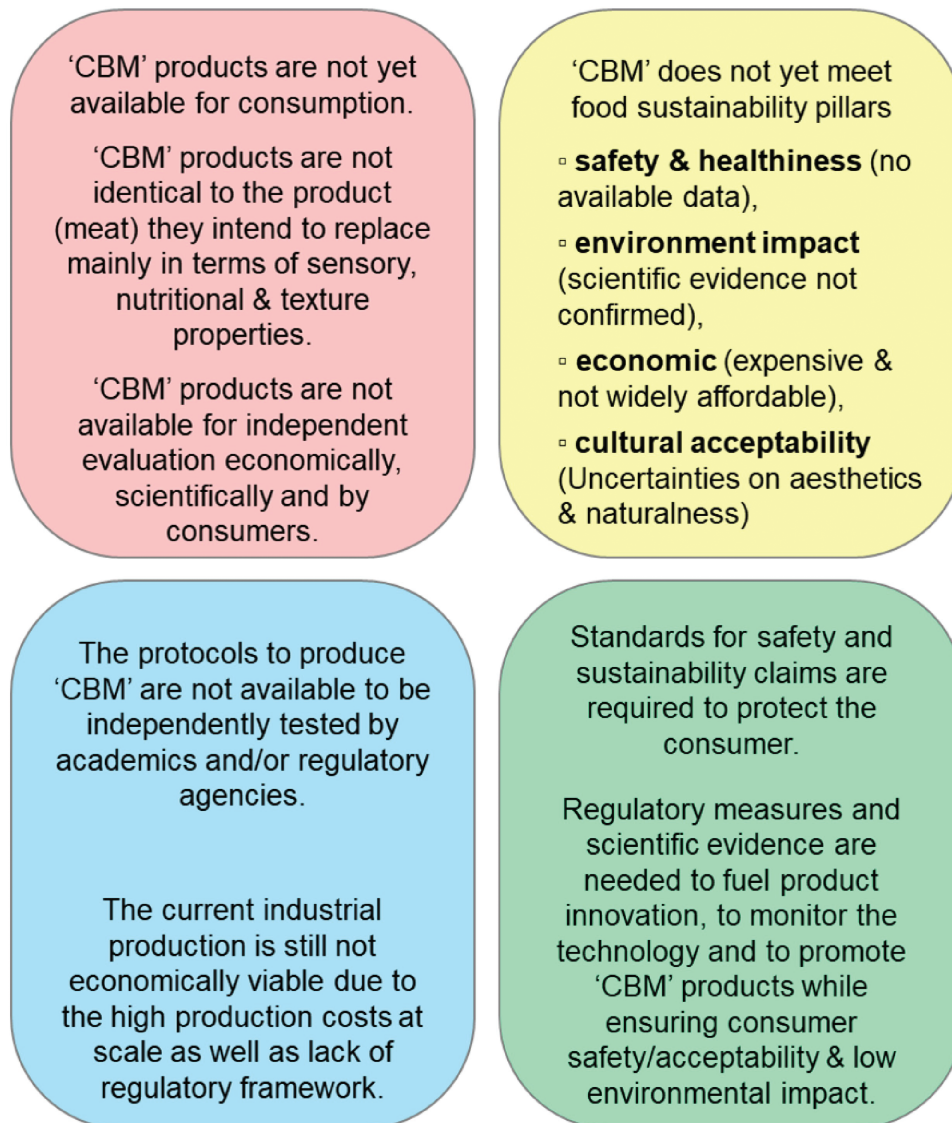 ‘CBM’ products are not yet
available for consumption.
‘CBM’ products are not
identical to the product
(meat) they intend to replace
mainly in terms of sensory,
nutritional & texture
properties.
‘CBM’ products are not
available for independent
evaluation economically,
scientifically and by
consumers.
‘CBM’ does not yet meet
food sustainability pillars
▫ safety & healthiness (no
available data),
▫ environment impact
(scientific evidence not
confirmed),
▫ economic (expensive &
not widely affordable),
▫ cultural acceptability
(Uncertainties on aesthetics
& naturalness)
The protocols to produce
‘CBM’ are not available to be
independently tested by
academics and/or regulatory
agencies.
The current industrial
production is still not
economically viable due to
the high production costs at
scale as well as lack of
regulatory framework.
Standards for safety and
sustainability claims are
required to protect the
consumer.
Regulatory measures and
scientific evidence are
needed to fuel product
innovation, to monitor the
technology and to promote
‘CBM’ products while
ensuring consumer
safety/acceptability & low
environmental impact.